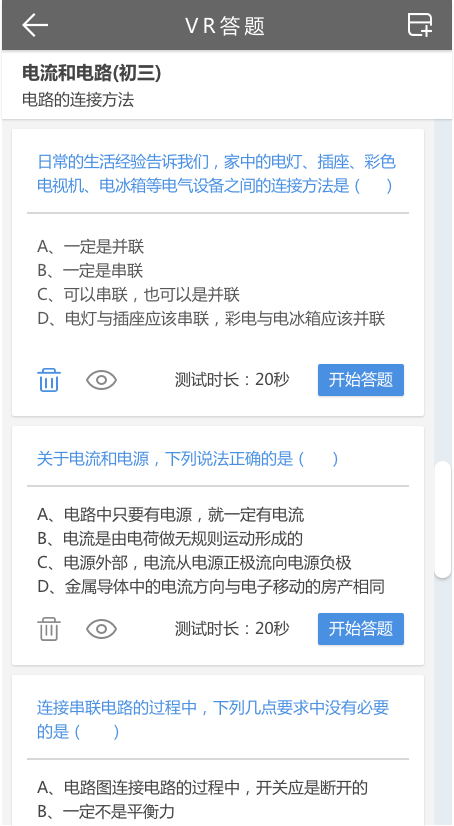 VR答题
电流和电路(初三)
电路的连接方法
日常的生活经验告诉我们，家中的电灯、插座、彩色
电视机、电冰箱等电气设备之间的连接方法是（　　）
A、一定是并联
B、一定是串联
C、可以串联，也可以是并联
D、电灯与插座应该串联，彩电与电冰箱应该并联
测试时长：20秒 开始答题
关于电流和电源，下列说法正确的是（　　）
A、电路中只要有电源，就一定有电流
B、电流是由电荷做无规则运动形成的
C、电源外部，电流从电源正极流向电源负极
D、金属导体中的电流方向与电子移动的房产相同
测试时长：20秒 开始答题
连接串联电路的过程中，下列几点要求中没有必要
的是（　　）
A、电路图连接电路的过程中，开关应是断开的
B、一定不是平衡力